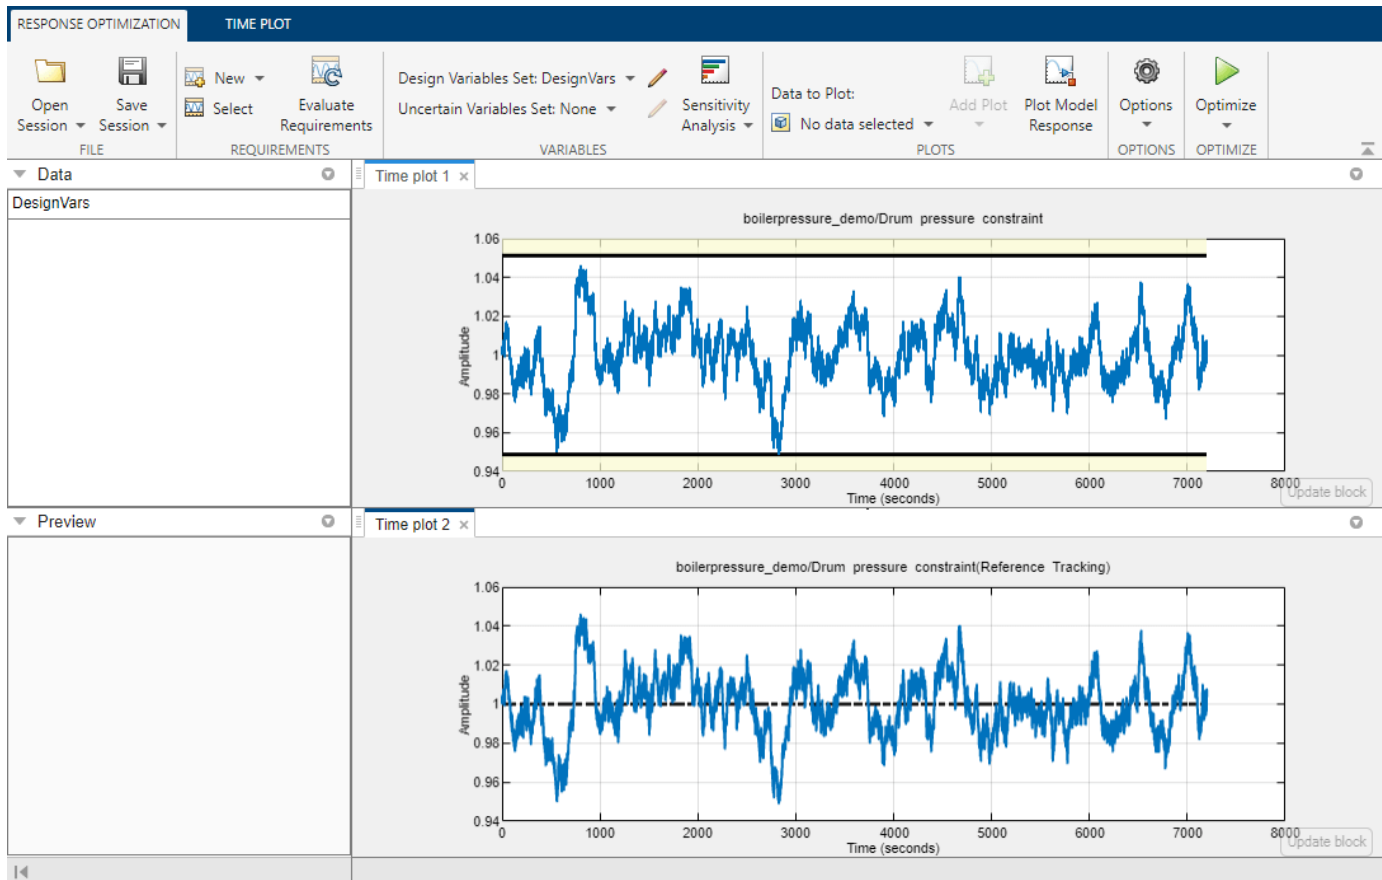 RESPONSE OPTIMIZATION TIME PLOT
Open Session
Save Session
FILE
New
Select
Evaluate Requirements
REQUIREMENTS
Design Variables Set: DesignVars
Uncertain Variables Set: None
Sensitivity Analysis
VARIABLES
Data to Plot:
No data selected
Add Plot
Plot Model Response
PLOTS
Options
OPTIONS
Optimize
OPTIMIZE
Data
DesignVars
Time plot 1 ×
boilerpressure_demo/Drum pressure constraint
Amplitude
1.06
1.04
1.02
1
0.98
0.96
0.94
0 1000 2000 3000 4000 5000 6000 7000 8000
Time (seconds)
Update block
Preview
Time plot 2 ×
boilerpressure_demo/Drum pressure constraint(Reference Tracking)
Amplitude
1.06
1.04
1.02
1
0.98
0.96
0.94
0 1000 2000 3000 4000 5000 6000 7000 8000
Time (seconds)
Update block